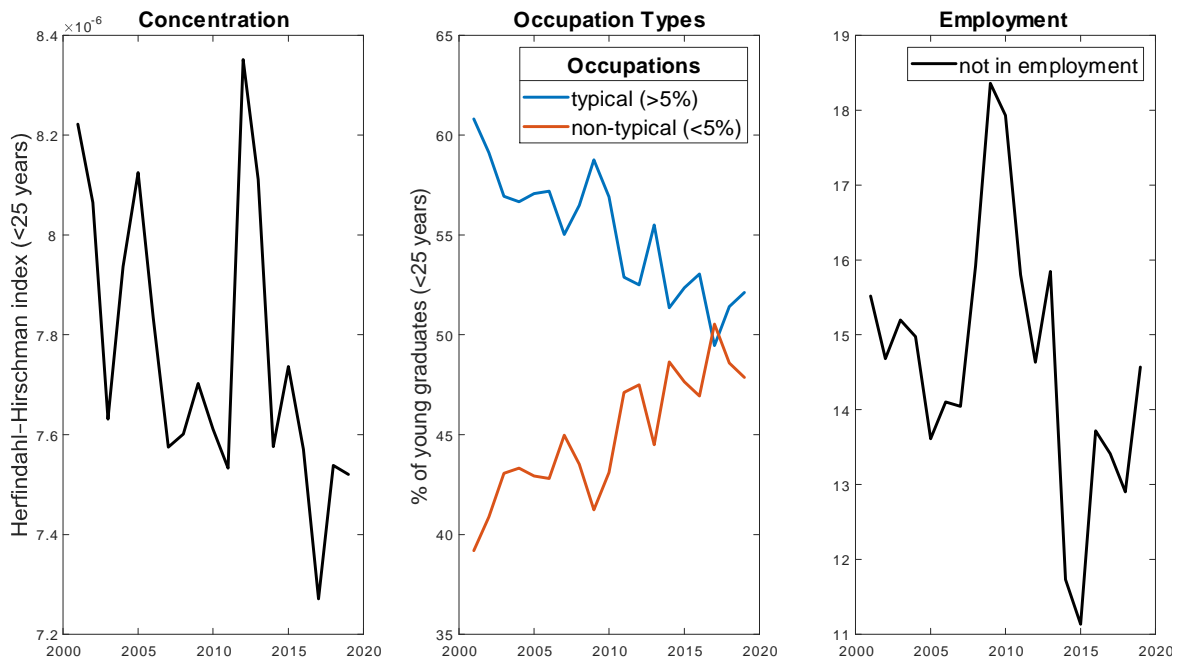 Concentration
×10⁻⁶
8.4
8.2
8
7.8
7.6
7.4
7.2
2000 2005 2010 2015 2020
Herfindahl−Hirschman index (<25 years)
Occupation Types
65
60
55
50
45
40
35
2000 2005 2010 2015 2020
% of young graduates (<25 years)
Occupations
typical (>5%)
non-typical (<5%)
Employment
19
18
17
16
15
14
13
12
11
2000 2005 2010 2015 2020
not in employment